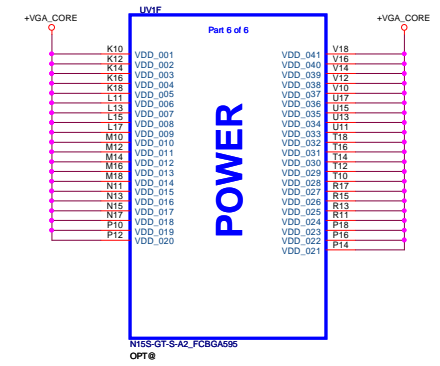 UV1F
+VGA_CORE
+VGA_CORE
Part 6 of 6
K10 VDD_001 VDD_041 V18
K12 VDD_002 VDD_040 V16
K14 VDD_003 VDD_039 V14
K16 VDD_004 VDD_038 V12
K18 VDD_005 VDD_037 V10
L11 VDD_006 VDD_036 U17
L13 VDD_007 VDD_035 U15
L15 VDD_008 VDD_034 U13
L17 VDD_009 VDD_033 U11
M10 VDD_010 VDD_032 T18
M12 VDD_011 VDD_031 T16
M14 VDD_012 VDD_030 T14
M16 VDD_013 VDD_029 T12
M18 VDD_014 VDD_028 T10
N11 VDD_015 VDD_027 R17
N13 VDD_016 VDD_026 R15
N15 VDD_017 VDD_025 R13
N17 VDD_018 VDD_024 R11
P10 VDD_019 VDD_023 P18
P12 VDD_020 VDD_022 P16
VDD_021 P14
POWER
N15S-GT-S-A2_FCBGA595
OPT@